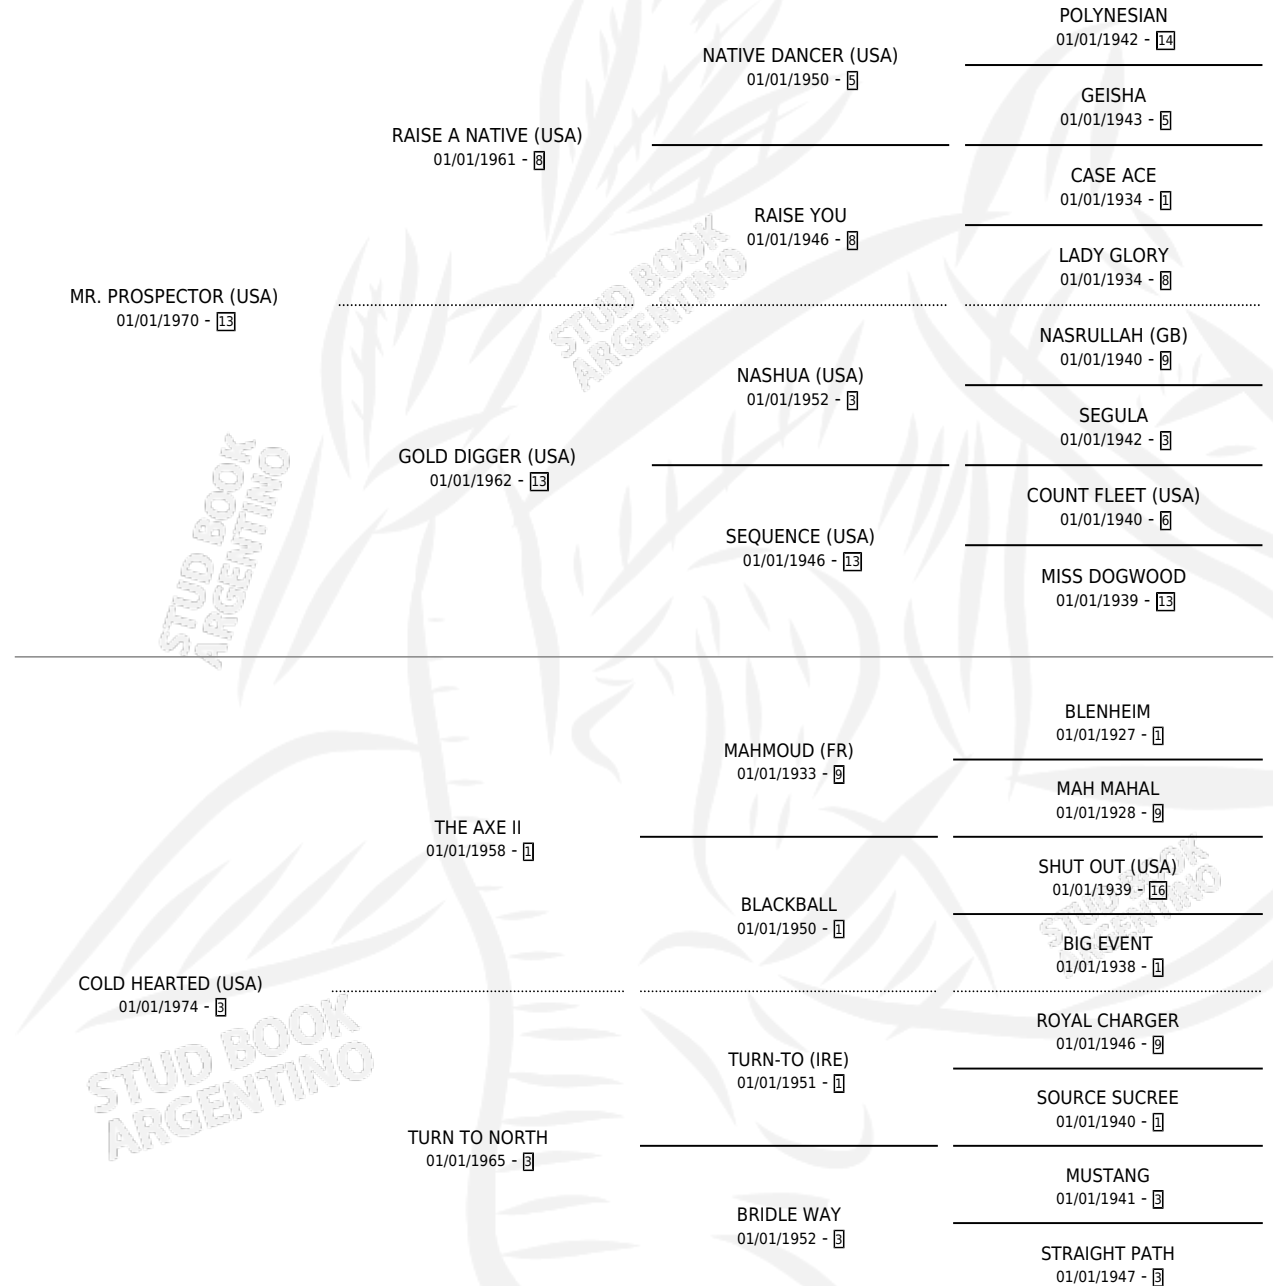 POLYNESIAN
01/01/1942 - 14
NATIVE DANCER (USA)
01/01/1950 - 5
GEISHA
01/01/1943 - 5
RAISE A NATIVE (USA)
01/01/1961 - 8
CASE ACE
01/01/1934 - 1
RAISE YOU
01/01/1946 - 8
LADY GLORY
01/01/1934 - 8
MR. PROSPECTOR (USA)
01/01/1970 - 13
NASRULLAH (GB)
01/01/1940 - 9
NASHUA (USA)
01/01/1952 - 3
SEGULA
01/01/1942 - 3
GOLD DIGGER (USA)
01/01/1962 - 13
COUNT FLEET (USA)
01/01/1940 - 6
SEQUENCE (USA)
01/01/1946 - 13
MISS DOGWOOD
01/01/1939 - 13
BLENHEIM
01/01/1927 - 1
MAHMOUD (FR)
01/01/1933 - 9
MAH MAHAL
01/01/1928 - 9
THE AXE II
01/01/1958 - 1
SHUT OUT (USA)
01/01/1939 - 16
BLACKBALL
01/01/1950 - 1
BIG EVENT
01/01/1938 - 1
COLD HEARTED (USA)
01/01/1974 - 3
ROYAL CHARGER
01/01/1946 - 9
TURN-TO (IRE)
01/01/1951 - 1
SOURCE SUCREE
01/01/1940 - 1
TURN TO NORTH
01/01/1965 - 3
MUSTANG
01/01/1941 - 3
BRIDLE WAY
01/01/1952 - 3
STRAIGHT PATH
01/01/1947 - 3
STUD BOOK
ARGENTINO
STUD BOOK
ARGENTINO
STUD BOOK
ARGENTINO
STUD BOOK
ARGENTINO